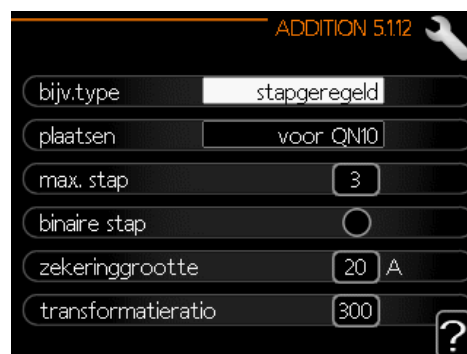 ADDITION 5.1.12
bijv.type stapgeregeld
plaatsen voor QN10
max. stap 3
binaire stap
zekeringgrootte 20 A
transformatieratio 300
?